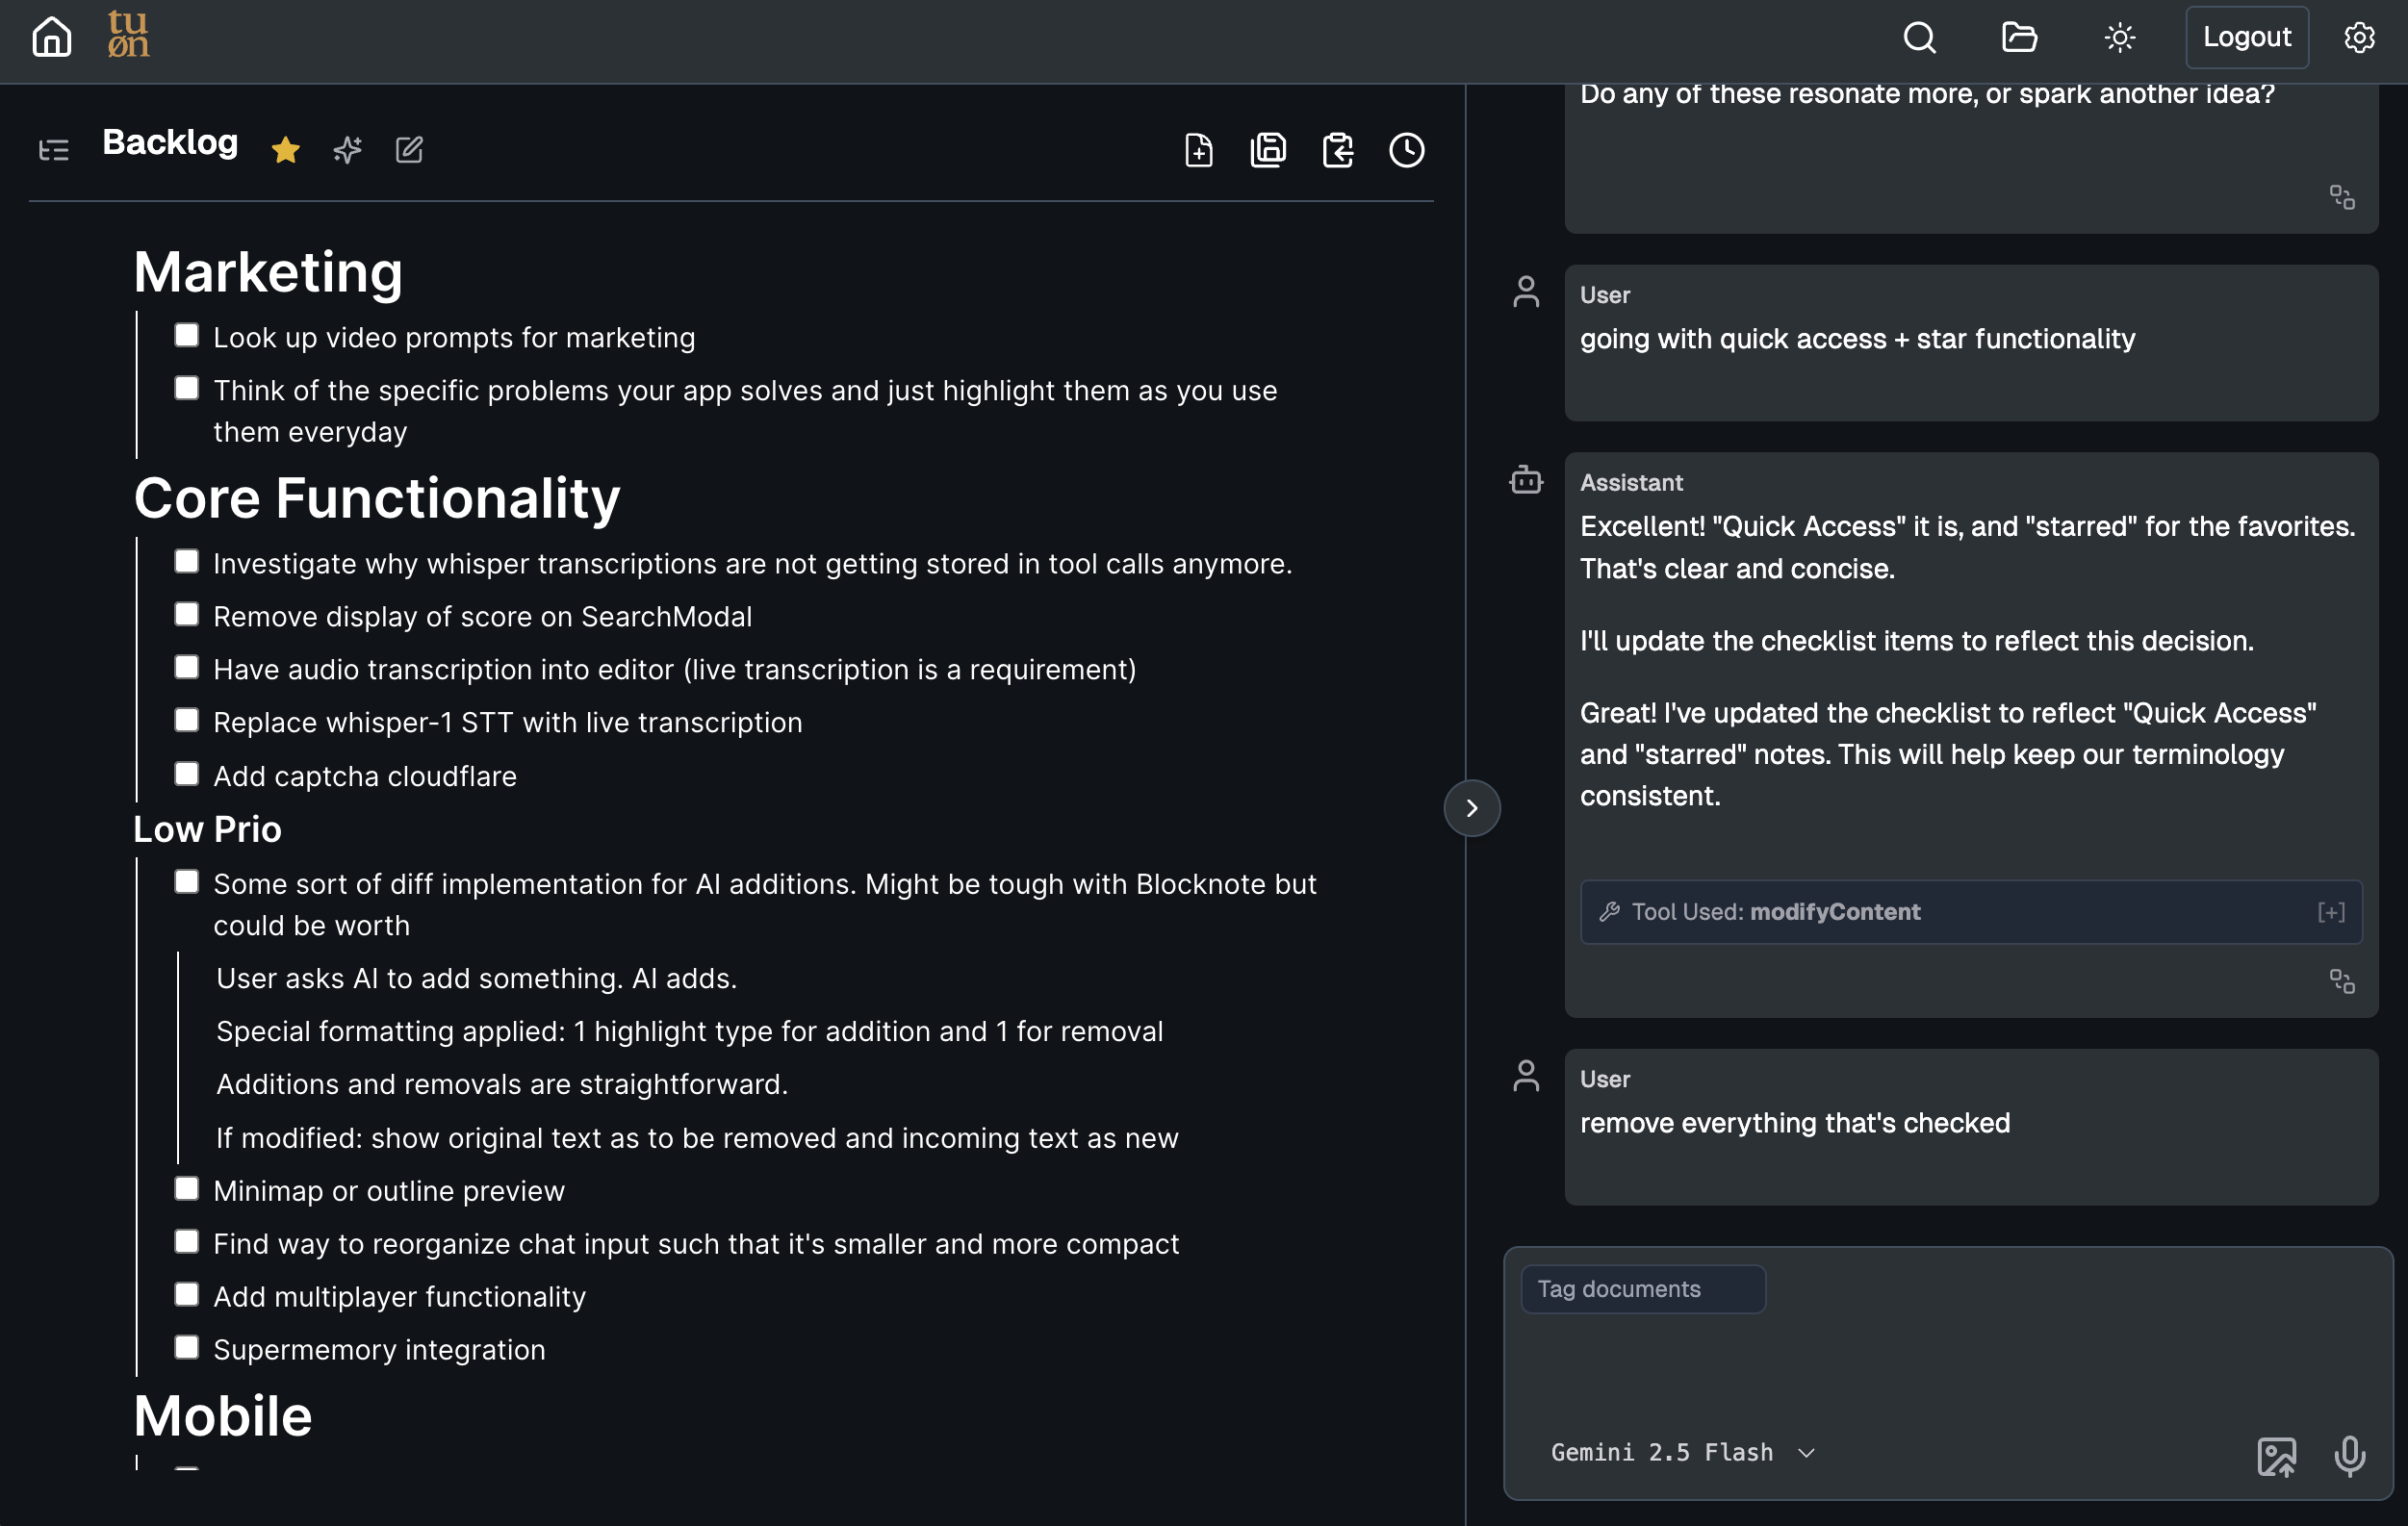 tu
øn
Logout
Backlog
Marketing
Look up video prompts for marketing
Think of the specific problems your app solves and just highlight them as you use
them everyday
Core Functionality
Investigate why whisper transcriptions are not getting stored in tool calls anymore.
Remove display of score on SearchModal
Have audio transcription into editor (live transcription is a requirement)
Replace whisper-1 STT with live transcription
Add captcha cloudflare
Low Prio
Some sort of diff implementation for AI additions. Might be tough with Blocknote but
could be worth
User asks AI to add something. AI adds.
Special formatting applied: 1 highlight type for addition and 1 for removal
Additions and removals are straightforward.
If modified: show original text as to be removed and incoming text as new
Minimap or outline preview
Find way to reorganize chat input such that it's smaller and more compact
Add multiplayer functionality
Supermemory integration
Mobile
Do any of these resonate more, or spark another idea?
User
going with quick access + star functionality
Assistant
Excellent! "Quick Access" it is, and "starred" for the favorites.
That's clear and concise.
I'll update the checklist items to reflect this decision.
Great! I've updated the checklist to reflect "Quick Access"
and "starred" notes. This will help keep our terminology
consistent.
Tool Used: modifyContent [+]
User
remove everything that's checked
Tag documents
Gemini 2.5 Flash